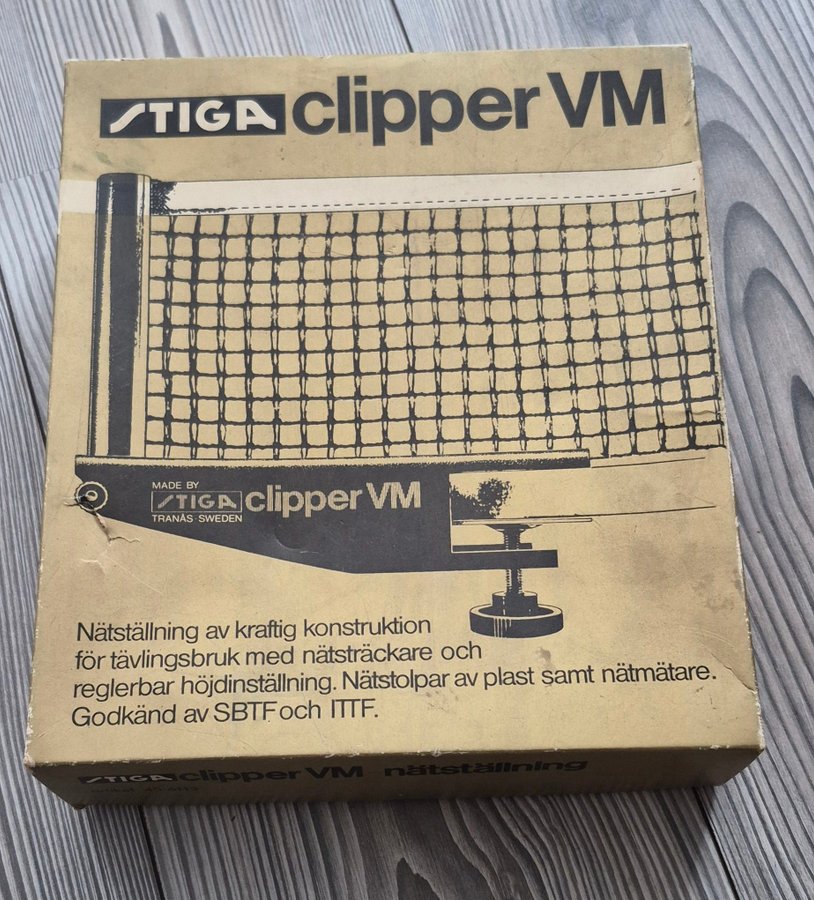 STIGA clipper VM
MADE BY
STIGA clipper VM
TRANÅS·SWEDEN
Nätställning av kraftig konstruktion
för tävlingsbruk med nätsträckare och
reglerbar höjdinställning. Nätstolpar av plast samt nätmätare.
Godkänd av SBTF och ITTF.
STIGA clipper VM nätställning